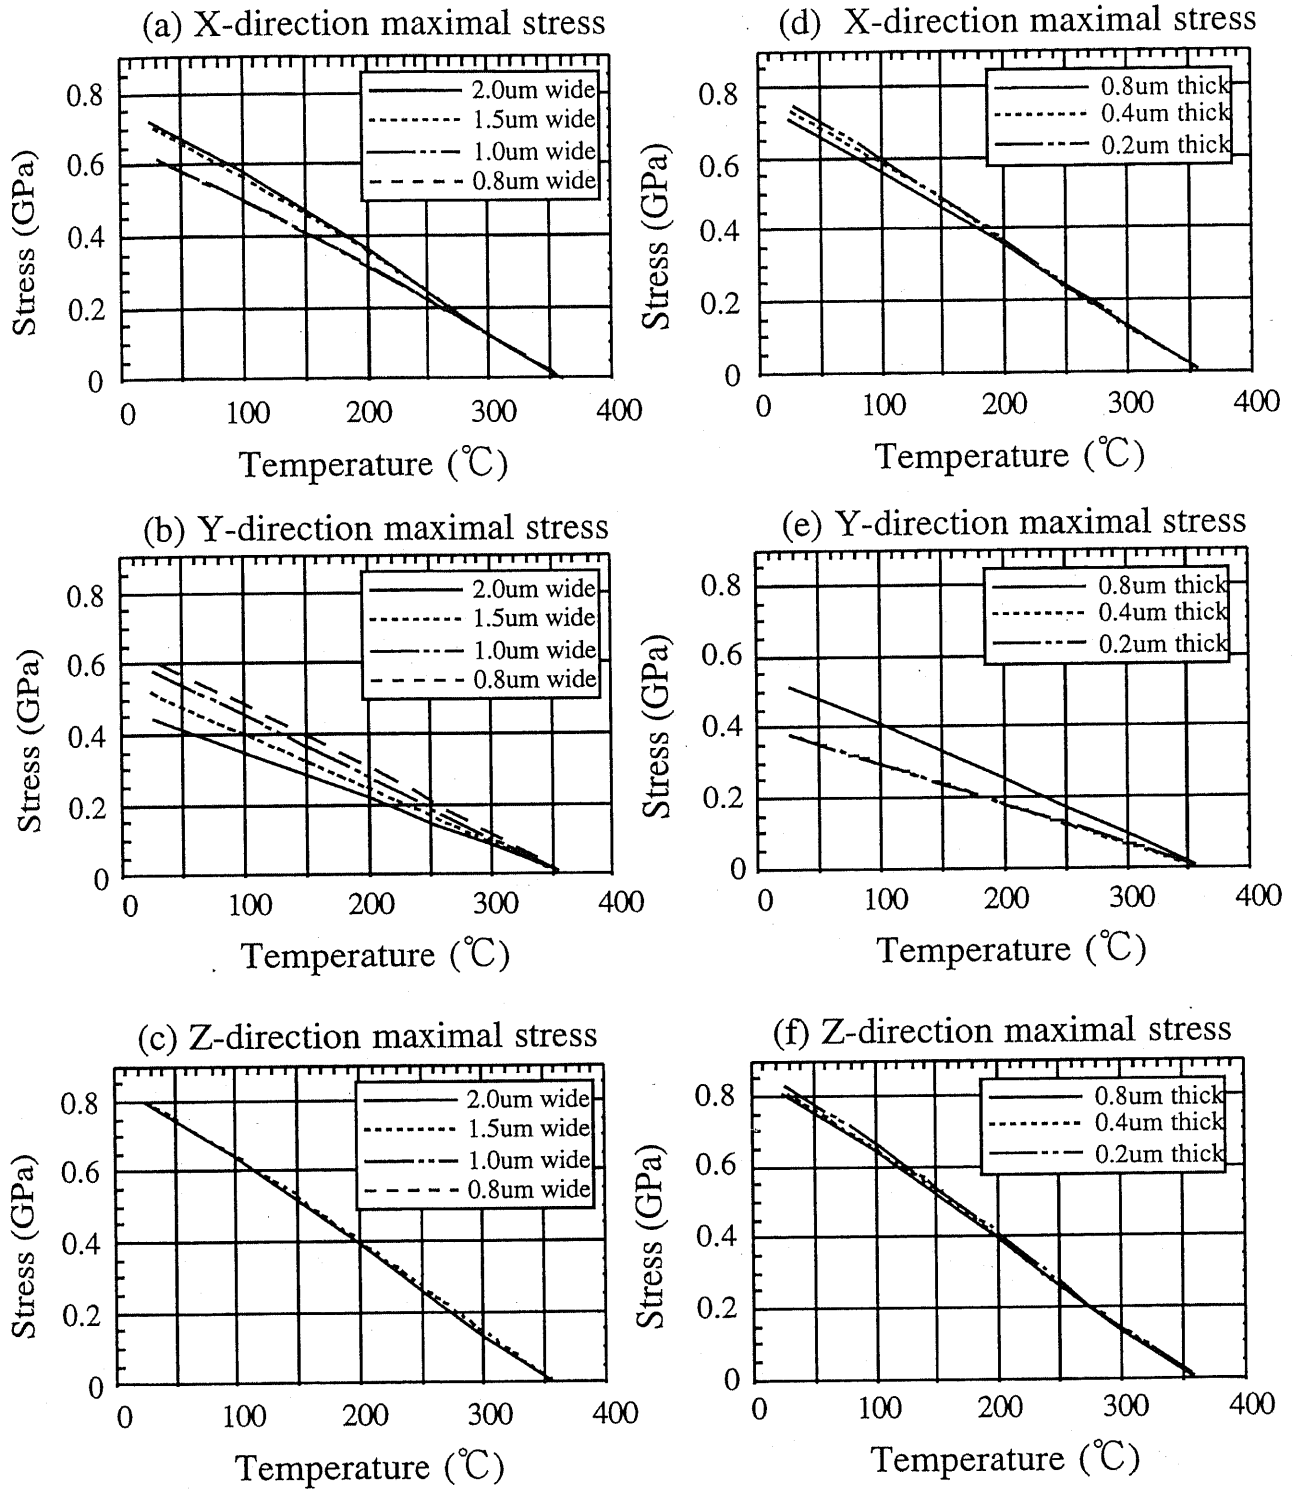 (a) X-direction maximal stress
2.0um wide
1.5um wide
1.0um wide
0.8um wide
0.8
0.6
0.4
0.2
0
Stress (GPa)
0 100 200 300 400
Temperature (℃)
(d) X-direction maximal stress
0.8um thick
0.4um thick
0.2um thick
0.8
0.6
0.4
0.2
0
Stress (GPa)
0 100 200 300 400
Temperature (℃)
(b) Y-direction maximal stress
2.0um wide
1.5um wide
1.0um wide
0.8um wide
0.8
0.6
0.4
0.2
0
Stress (GPa)
0 100 200 300 400
Temperature (℃)
(e) Y-direction maximal stress
0.8um thick
0.4um thick
0.2um thick
0.8
0.6
0.4
0.2
0
Stress (GPa)
0 100 200 300 400
Temperature (℃)
(c) Z-direction maximal stress
2.0um wide
1.5um wide
1.0um wide
0.8um wide
0.8
0.6
0.4
0.2
0
Stress (GPa)
0 100 200 300 400
Temperature (℃)
(f) Z-direction maximal stress
0.8um thick
0.4um thick
0.2um thick
0.8
0.6
0.4
0.2
0
Stress (GPa)
0 100 200 300 400
Temperature (℃)